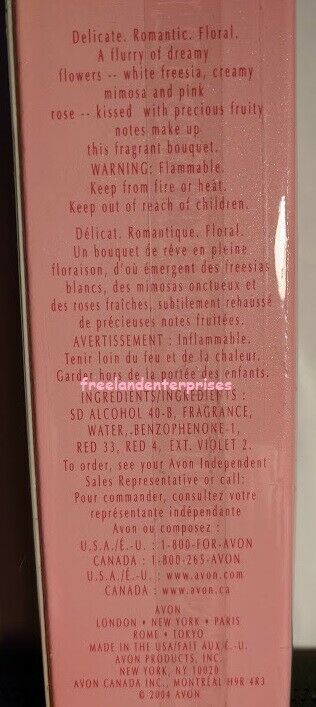 Delicate. Romantic. Floral.
A flurry of dreamy
flowers -- white freesia, creamy
mimosa and pink
rose -- kissed with precious fruity
notes make up
this fragrant bouquet.
WARNING: Flammable.
Keep from fire or heat.
Keep out of reach of children.
Délicat. Romantique. Floral.
Un bouquet de rêve en pleine
floraison, d'où émergent des freesias
blancs, des mimosas onctueux et
des roses fraîches, subtilement rehaussé
de précieuses notes fruitées.
AVERTISSEMENT : Inflammable.
Tenir loin du feu et de la chaleur.
Garder hors de la portée des enfants.
freelandenterprises
INGREDIENTS/INGRÉDIENTS :
SD ALCOHOL 40-B, FRAGRANCE,
WATER, BENZOPHENONE-1,
RED 33, RED 4, EXT. VIOLET 2.
To order, see your Avon Independent
Sales Representative or call:
Pour commander, consultez votre
représentante indépendante
Avon ou composez :
U.S.A./É.-U. : 1-800-FOR-AVON
CANADA : 1-800-265-AVON
U.S.A./É.-U. : www.avon.com
CANADA : www.avon.ca
AVON
LONDON • NEW YORK • PARIS
ROME • TOKYO
MADE IN THE USA/FAIT AUX É.-U.
AVON PRODUCTS, INC.
NEW YORK, NY 10020
AVON CANADA INC., MONTRÉAL H9R 4R3
© 2004 AVON